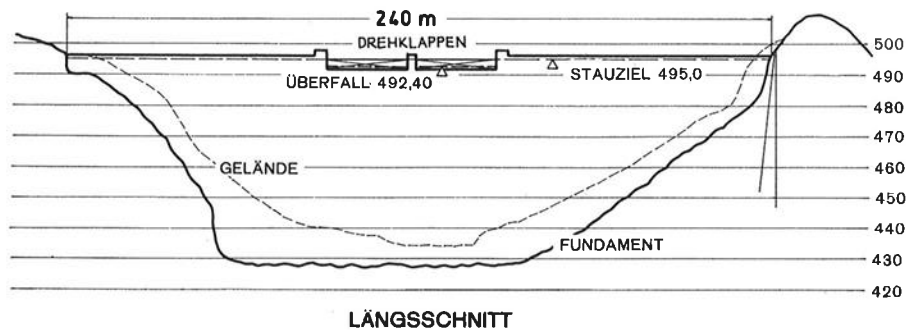 240 m
DREHKLAPPEN
ÜBERFALL 492,40
STAUZIEL 495,0
GELÄNDE
FUNDAMENT
500
490
480
470
460
450
440
430
420
LÄNGSSCHNITT